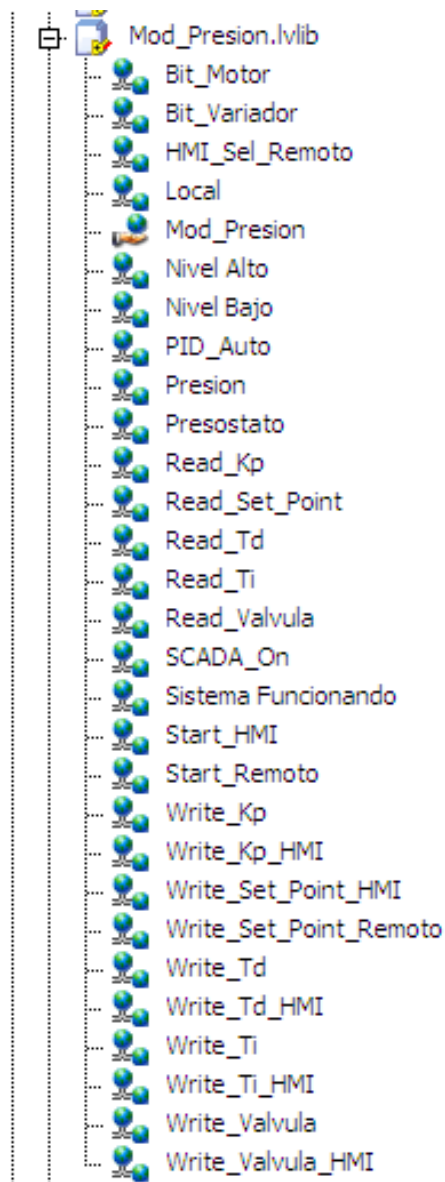 Mod_Presion.lvlib
Bit_Motor
Bit_Variador
HMI_Sel_Remoto
Local
Mod_Presion
Nivel Alto
Nivel Bajo
PID_Auto
Presion
Presostato
Read_Kp
Read_Set_Point
Read_Td
Read_Ti
Read_Valvula
SCADA_On
Sistema Funcionando
Start_HMI
Start_Remoto
Write_Kp
Write_Kp_HMI
Write_Set_Point_HMI
Write_Set_Point_Remoto
Write_Td
Write_Td_HMI
Write_Ti
Write_Ti_HMI
Write_Valvula
Write_Valvula_HMI